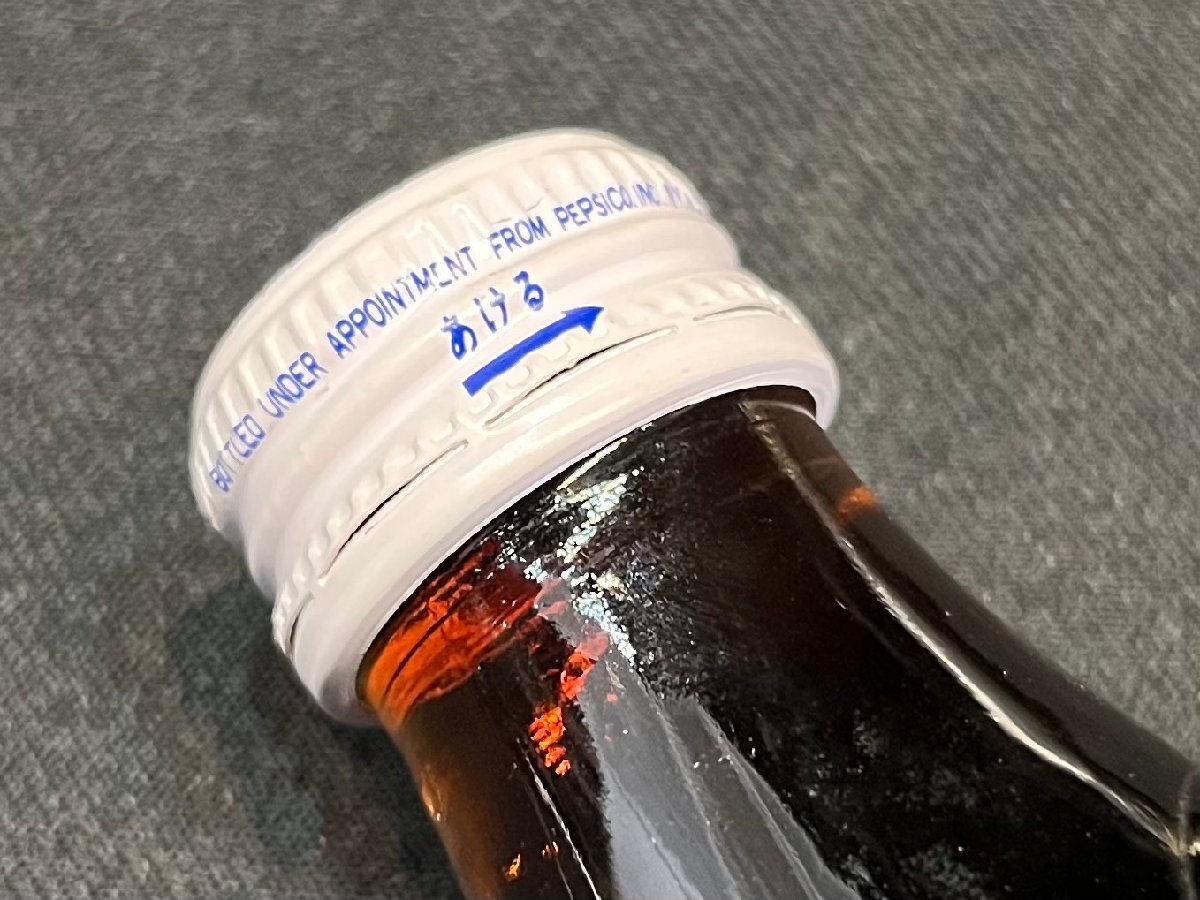 BOTTLED UNDER APPOINTMENT FROM PEPSICO, INC.
あける